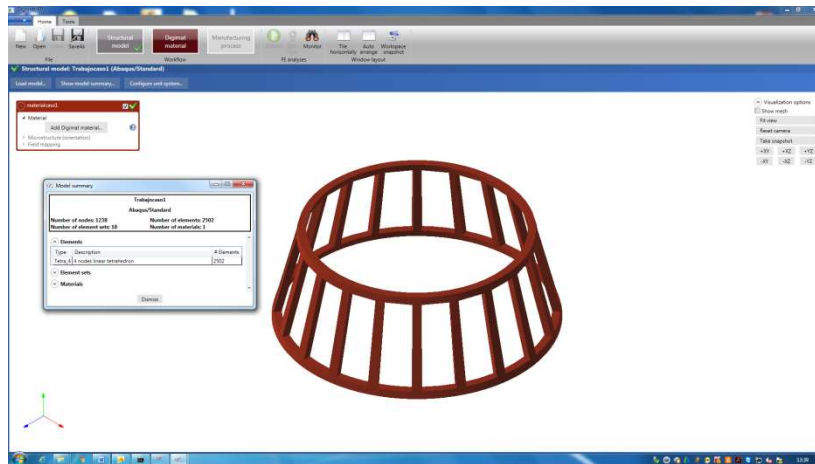 Home Tools
New Open SaveAs
Structural model
Digimat material
Manufacturing process
Monitor
Tile horizontally
Auto arrange
Workspace snapshot
File Workflow FE analyses Window layout
Structural model: Trabajocaso1 (Abaqus/Standard)
Load model... Show model summary... Configure unit system...
materialcaso1
Material
Add Digimat material...
Microstructure (orientation)
Field mapping
Visualization options
Show mesh
Fit view
Reset camera
Take snapshot
+XY +XZ +YZ
-XY -XZ -YZ
Model summary
Trabajocaso1
Abaqus/Standard
Number of nodes: 1238 Number of elements: 2502
Number of element sets: 18 Number of materials: 1
Elements
Type Description # Elements
Tetra_4 4 nodes linear tetrahedron 2502
Element sets
Materials
Dismiss